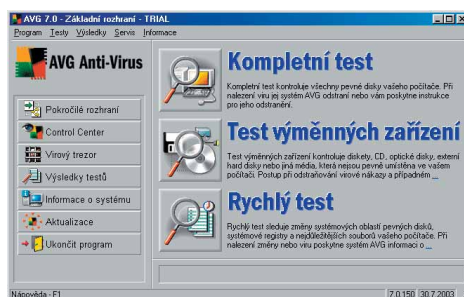 AVG 7.0 - Základní rozhraní - TRIAL
Program Testy Výsledky Servis Informace
AVG Anti-Virus
Pokročilé rozhraní
Control Center
Virový trezor
Výsledky testů
Informace o systému
Aktualizace
Ukončit program
Kompletní test
Kompletní test kontroluje všechny pevné disky vašeho počítače. Při
nalezení viru jej systém AVG odstraní nebo vám poskytne instrukce
pro jeho odstranění.
Test výměnných zařízení
Test výměnných zařízení kontroluje diskety, CD, optické disky, externí
hard disky nebo jiná média, která nejsou pevně umístěna ve vašem
počítači. Postup při odstraňování virové nákazy a případném ...
Rychlý test
Rychlý test sleduje změny systémových oblastí pevných disků,
systémové registry a nejdůležitějších souborů vašeho počítače. Při
nalezení změny nebo viru poskytne systém AVG informaci o ...
Nápověda - F1
7.0.150 30.7.2003